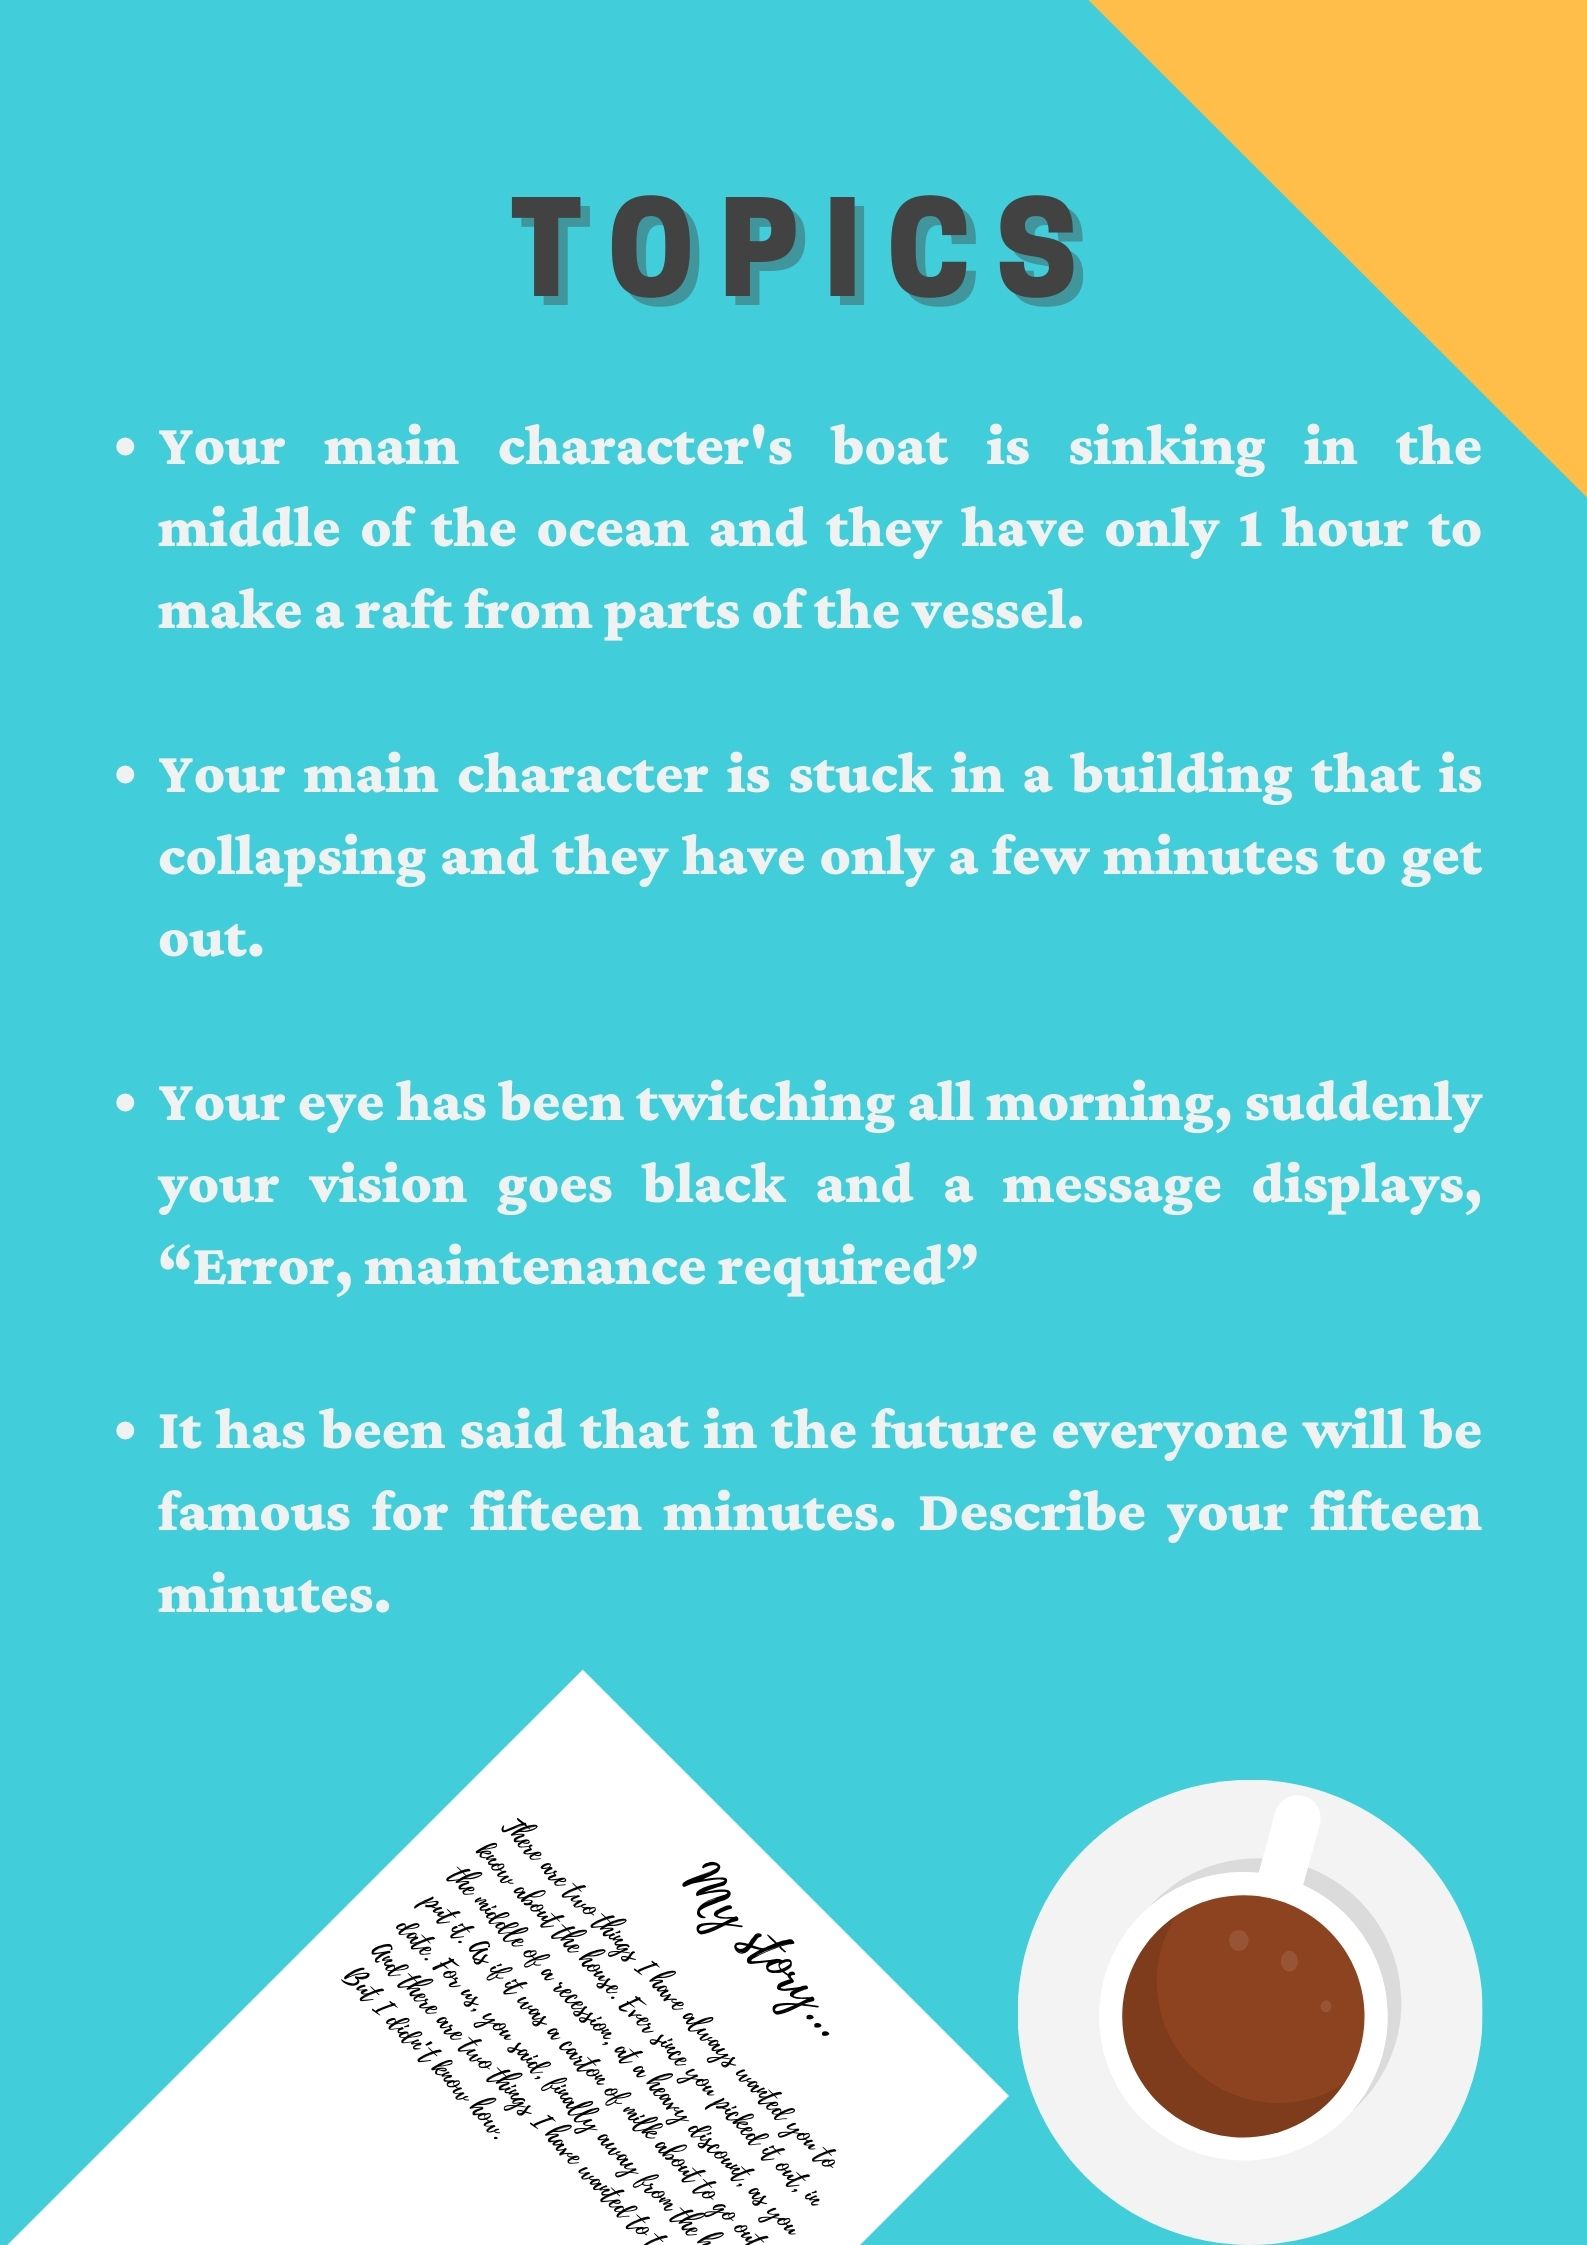 TOPICS
• Your main character's boat is sinking in the
middle of the ocean and they have only 1 hour to
make a raft from parts of the vessel.
• Your main character is stuck in a building that is
collapsing and they have only a few minutes to get
out.
• Your eye has been twitching all morning, suddenly
your vision goes black and a message displays,
“Error, maintenance required”
• It has been said that in the future everyone will be
famous for fifteen minutes. Describe your fifteen
minutes.
My story...
There are two things I have always wanted you to
know about the house. Ever since you picked it out, in
the middle of a recession, at a heavy discount, as you
put it. As if it was a carton of milk about to go out
date. For us, you said, finally away from the
And there are two things I have wanted to
But I didn't know how.